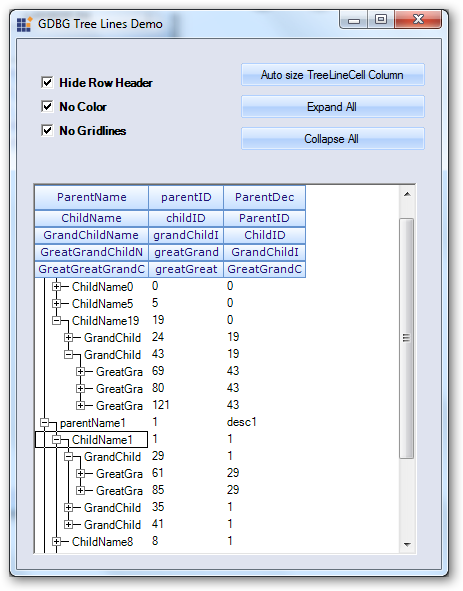 GDBG Tree Lines Demo
Hide Row Header
No Color
No Gridlines
Auto size TreeLineCell Column
Expand All
Collapse All
ParentName parentID ParentDec
ChildName childID ParentID
GrandChildName grandChildI ChildID
GreatGrandChildN greatGrand GrandChildI
GreatGreatGrandC greatGreat GreatGrandC
ChildName0 0 0
ChildName5 5 0
ChildName19 19 0
GrandChild 24 19
GrandChild 43 19
GreatGra 69 43
GreatGra 80 43
GreatGra 121 43
parentName1 1 desc1
ChildName1 1 1
GrandChild 29 1
GreatGra 61 29
GreatGra 85 29
GrandChild 35 1
GrandChild 41 1
ChildName8 8 1